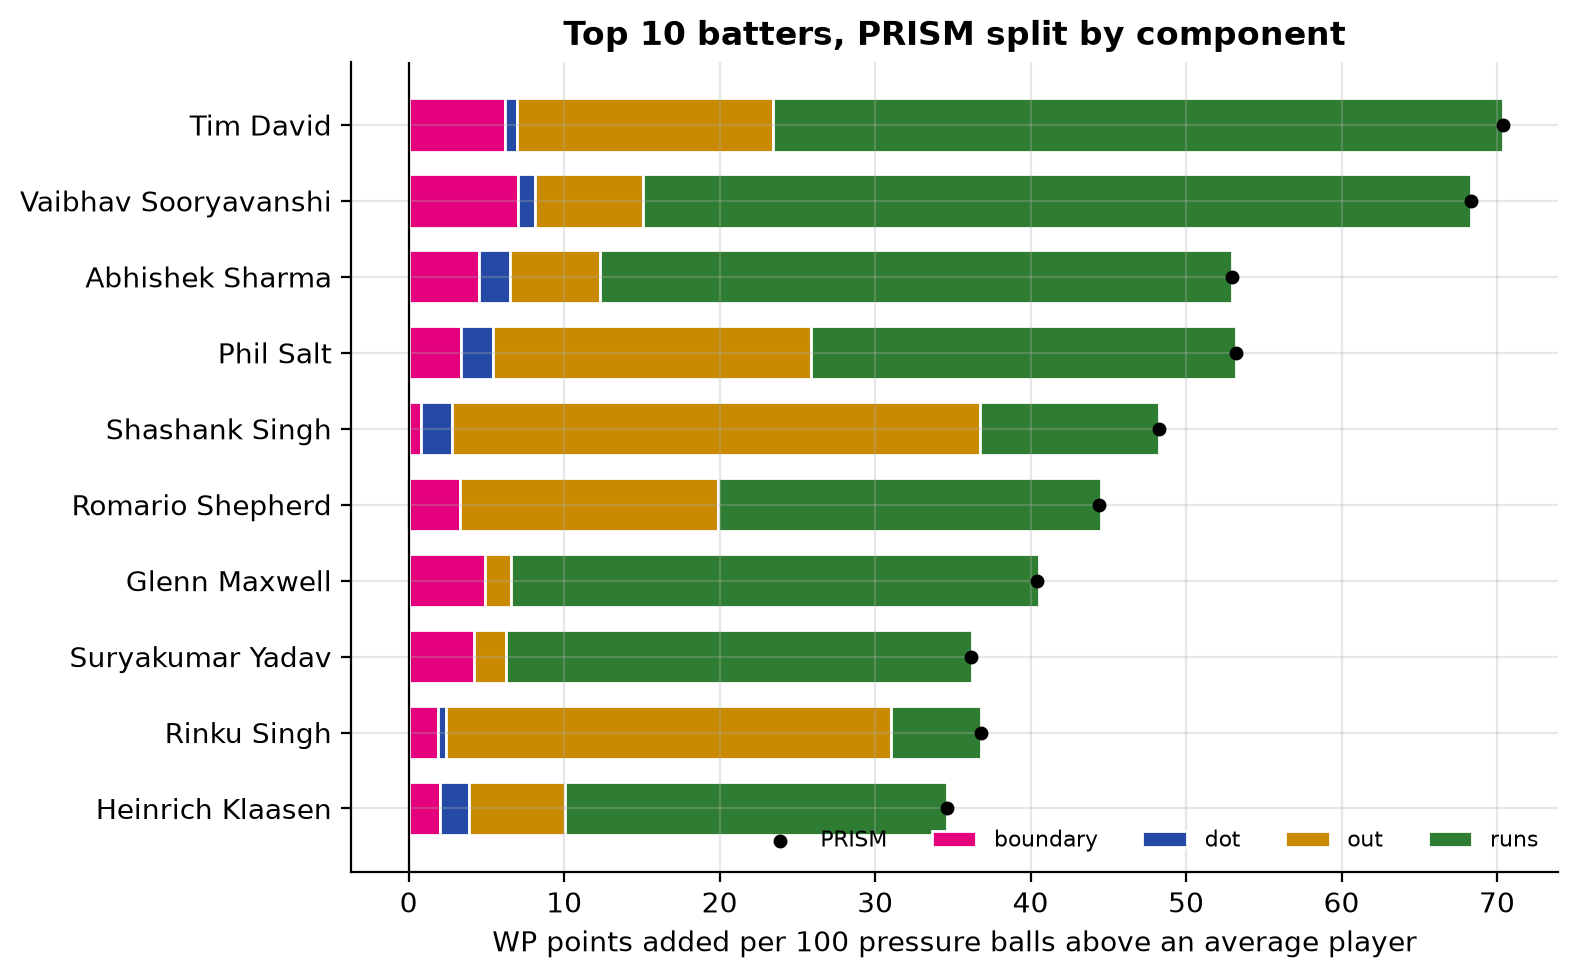 Top 10 batters, PRISM split by component
Tim David
Vaibhav Sooryavanshi
Abhishek Sharma
Phil Salt
Shashank Singh
Romario Shepherd
Glenn Maxwell
Suryakumar Yadav
Rinku Singh
Heinrich Klaasen
PRISM boundary dot out runs
0 10 20 30 40 50 60 70
WP points added per 100 pressure balls above an average player